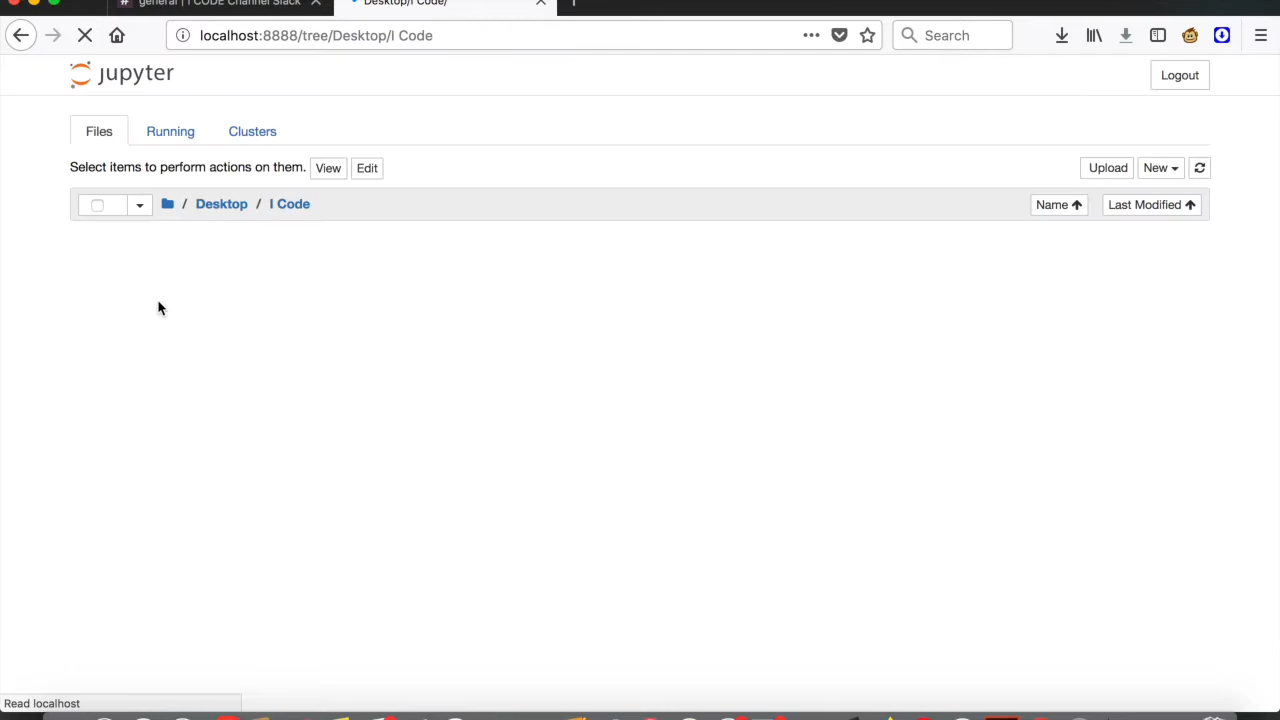 # general | I CODE Channel Slack
Desktop/I Code/
localhost:8888/tree/Desktop/I Code
Search
jupyter
Logout
Files
Running
Clusters
Select items to perform actions on them.
View
Edit
Upload
New
/ Desktop / I Code
Name
Last Modified
Read localhost